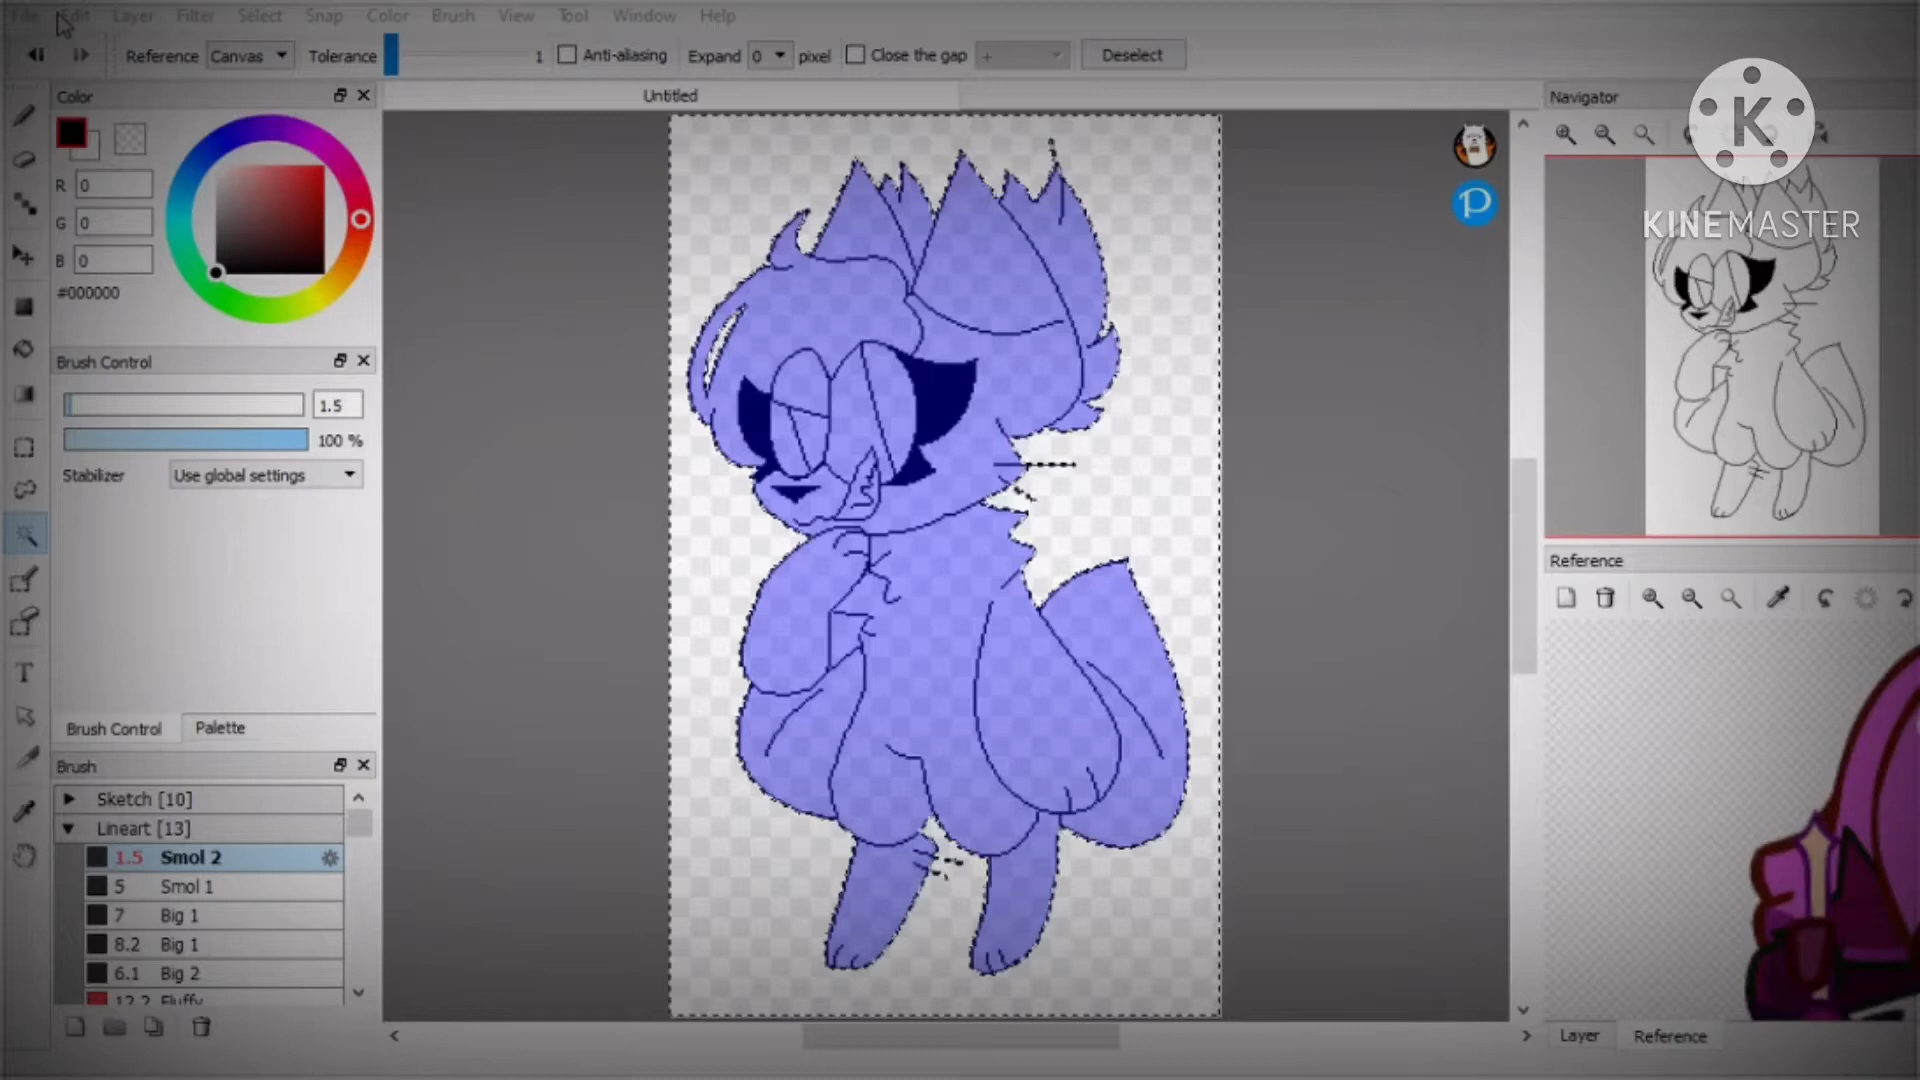 File Edit Layer Filter Select Snap Color Brush View Tool Window Help
Reference Canvas Tolerance 1 Anti-aliasing Expand 0 pixel Close the gap + Deselect
Color
Untitled
Navigator
K
KINEMASTER
R 0
G 0
B 0
#000000
P
Brush Control
1.5
100 %
Stabilizer Use global settings
T
Brush Control Palette
Brush
Sketch [10]
Lineart [13]
1.5 Smol 2
5 Smol 1
7 Big 1
8.2 Big 1
6.1 Big 2
12.2 Fluffy
Reference
Layer Reference